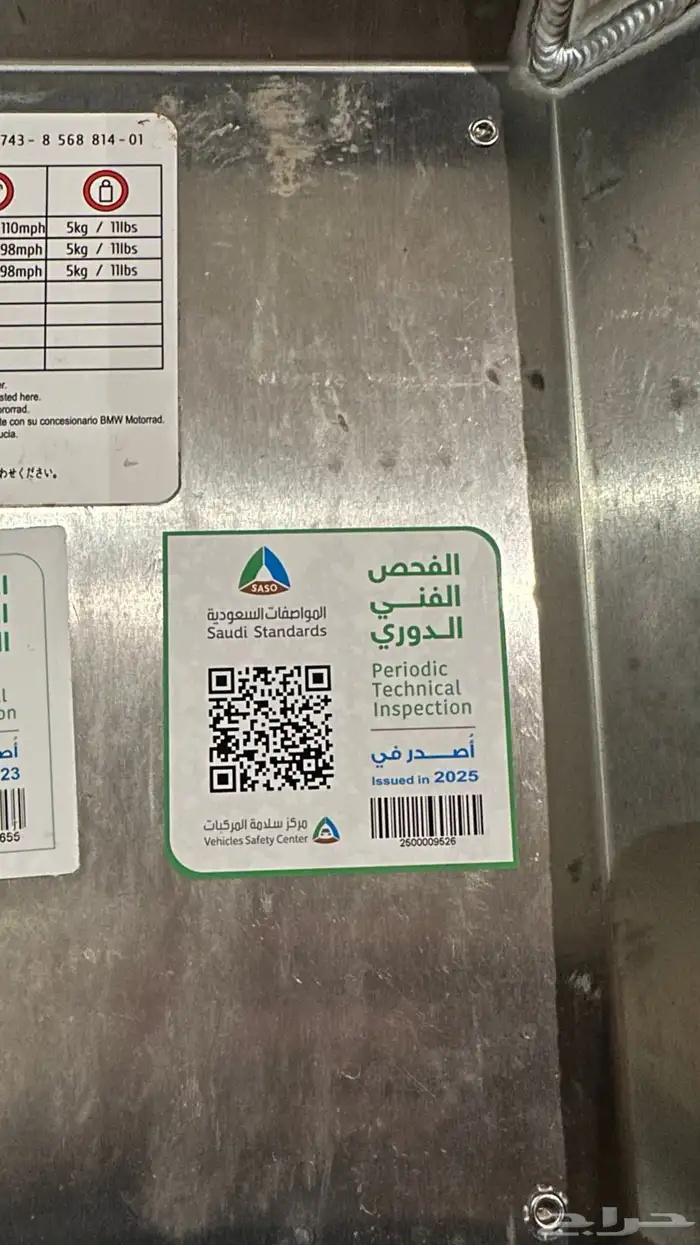 743- 8 568 814-01
110mph 5kg / 11lbs
98mph 5kg / 11lbs
98mph 5kg / 11lbs
sted here.
te con su concesionario BMW Motorrad.
わせください。
SASO
المواصفات السعودية
Saudi Standards
الفحص
الفني
الدوري
Periodic
Technical
Inspection
أصدر في
Issued in 2025
2500009526
مركز سلامة المركبات
Vehicles Safety Center
23
655
حراج